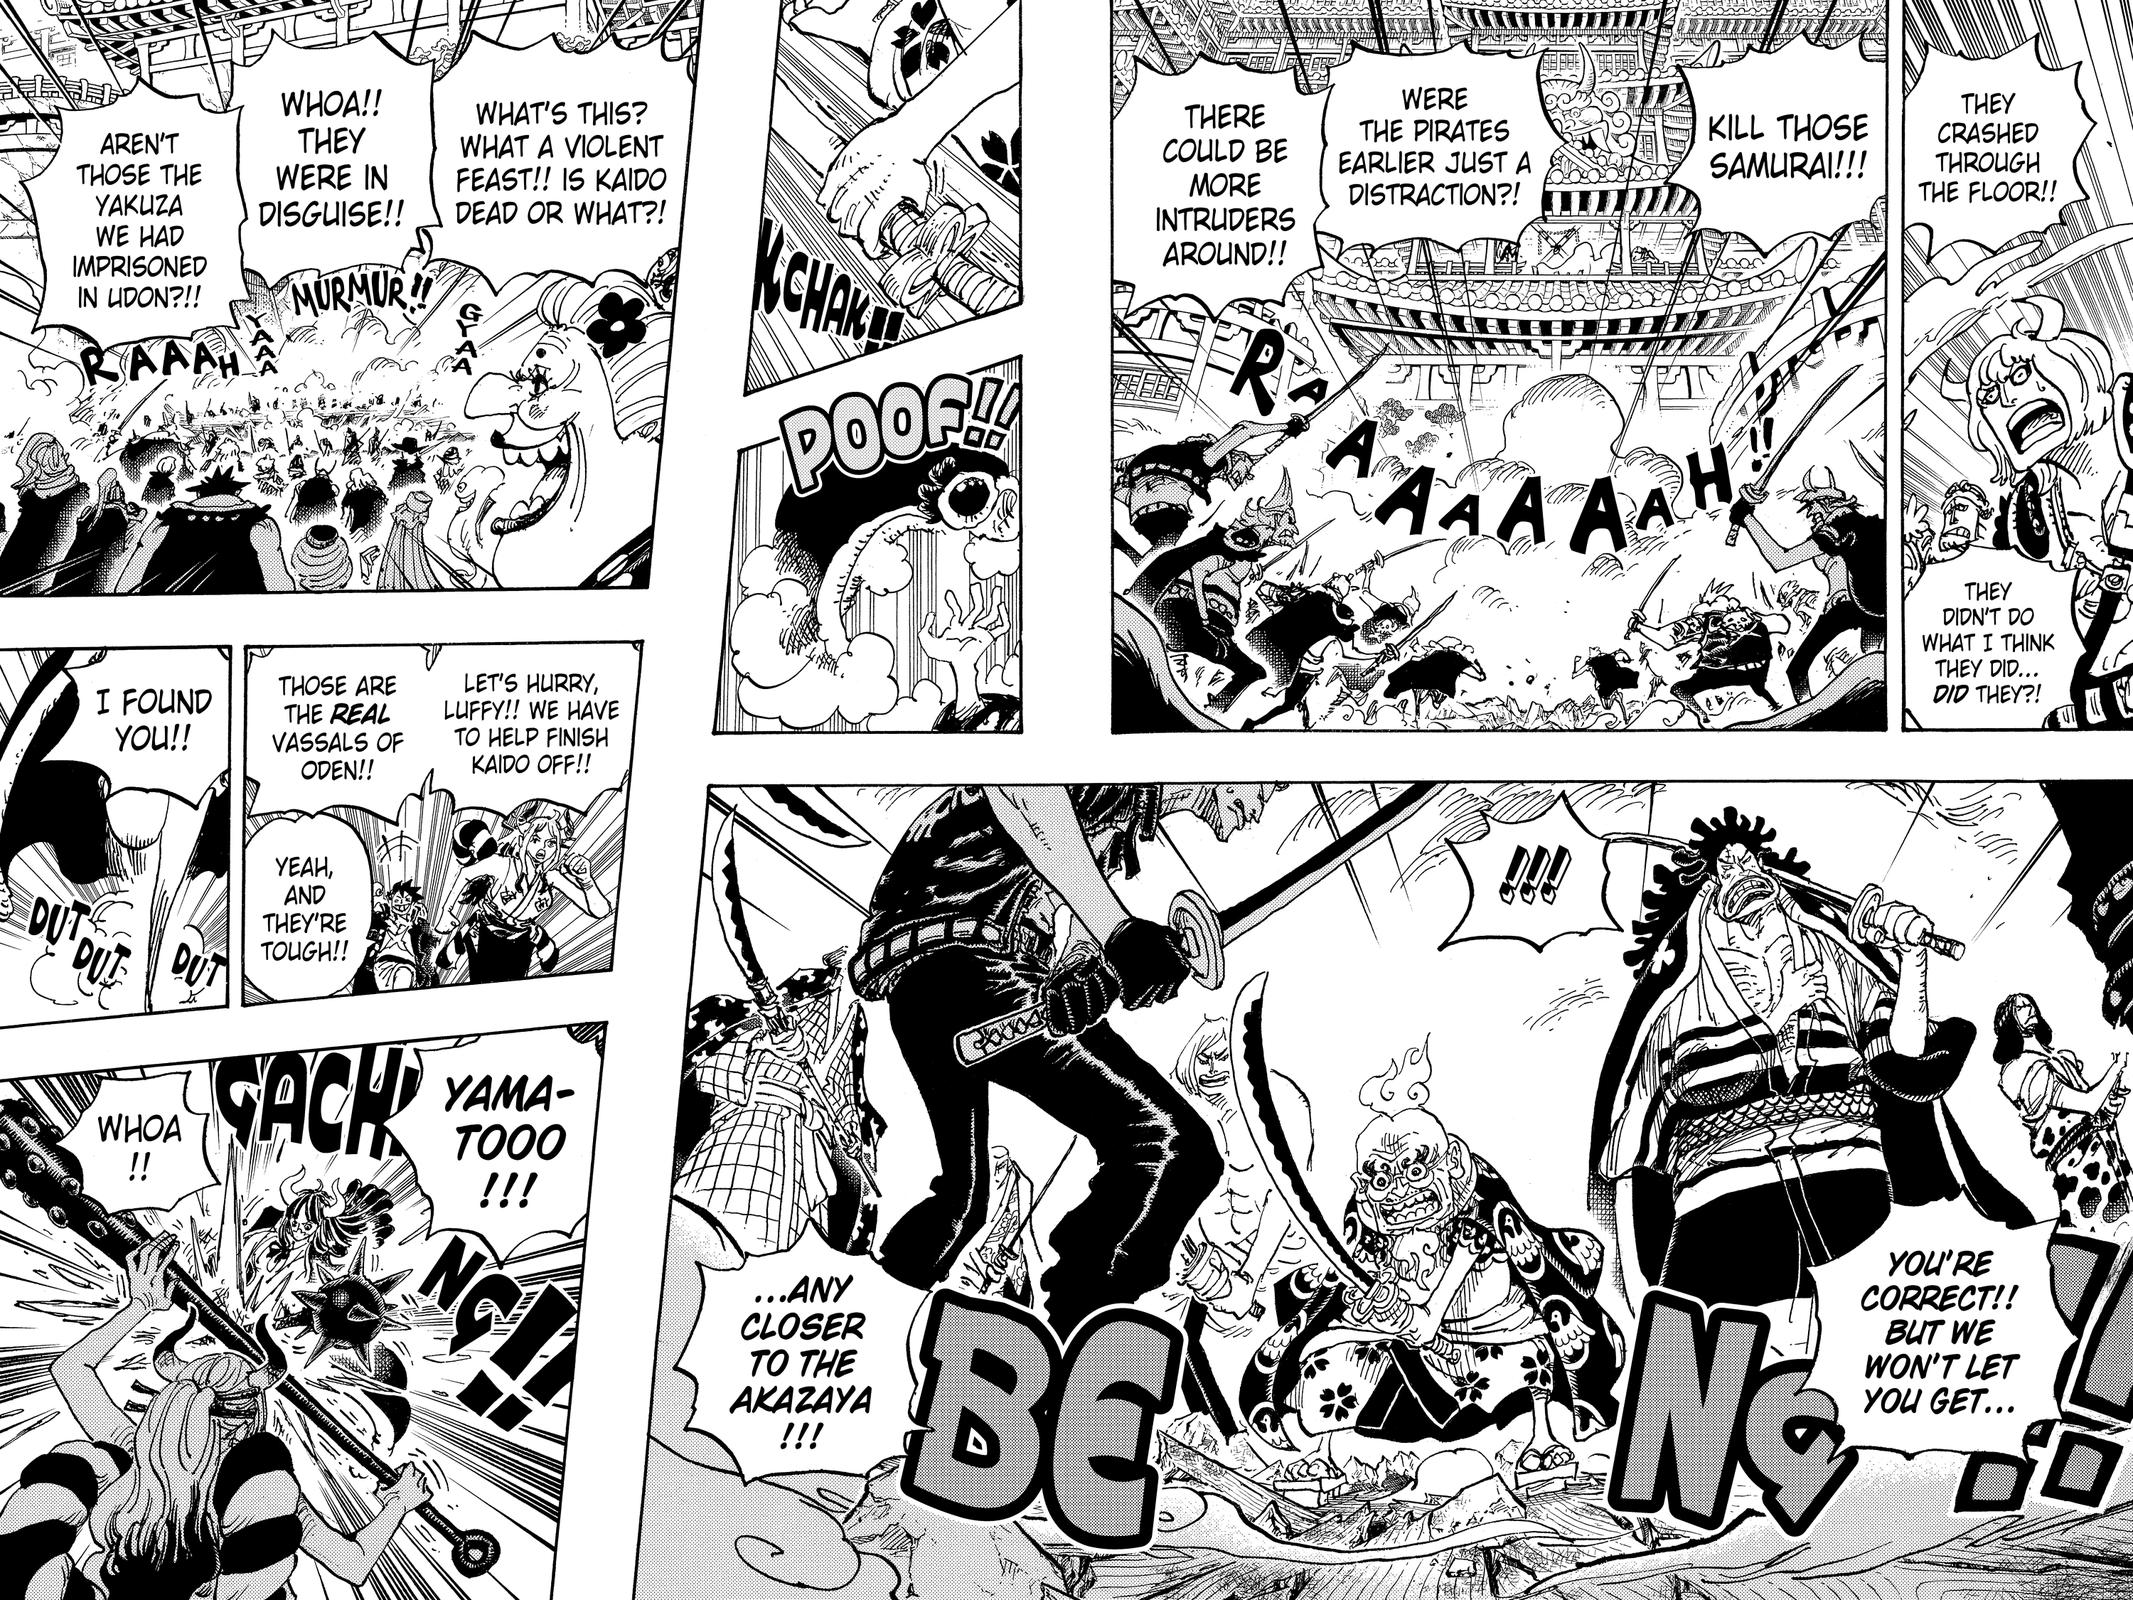 THEY
CRASHED
THROUGH
THE FLOOR!!
THEY
DIDN'T DO
WHAT I THINK
THEY DID...
DID THEY?!
KILL THOSE
SAMURAI!!!
WERE
THE PIRATES
EARLIER JUST A
DISTRACTION?!
THERE
COULD BE
MORE
INTRUDERS
AROUND!!
RAAAAAAAH!!
KCHAK!!
POOF!!
!!!!
YOU'RE
CORRECT!!
BUT WE
WON'T LET
YOU GET...
BENG!!
...ANY
CLOSER
TO THE
AKAZAYA
!!!
WHAT'S THIS?
WHAT A VIOLENT
FEAST!! IS KAIDO
DEAD OR WHAT?!
WHOA!!
THEY
WERE IN
DISGUISE!!
AREN'T
THOSE THE
YAKUZA
WE HAD
IMPRISONED
IN UDON?!!
GYAA
MURMUR!!
YAAA
RAAAH
LET'S HURRY,
LUFFY!! WE HAVE
TO HELP FINISH
KAIDO OFF!!
THOSE ARE
THE REAL
VASSALS OF
ODEN!!
YEAH,
AND
THEY'RE
TOUGH!!
I FOUND
YOU!!
DUT
DUT
DUT
YAMA-
TOOO
!!!
GACHI
NG!!
WHOA
!!